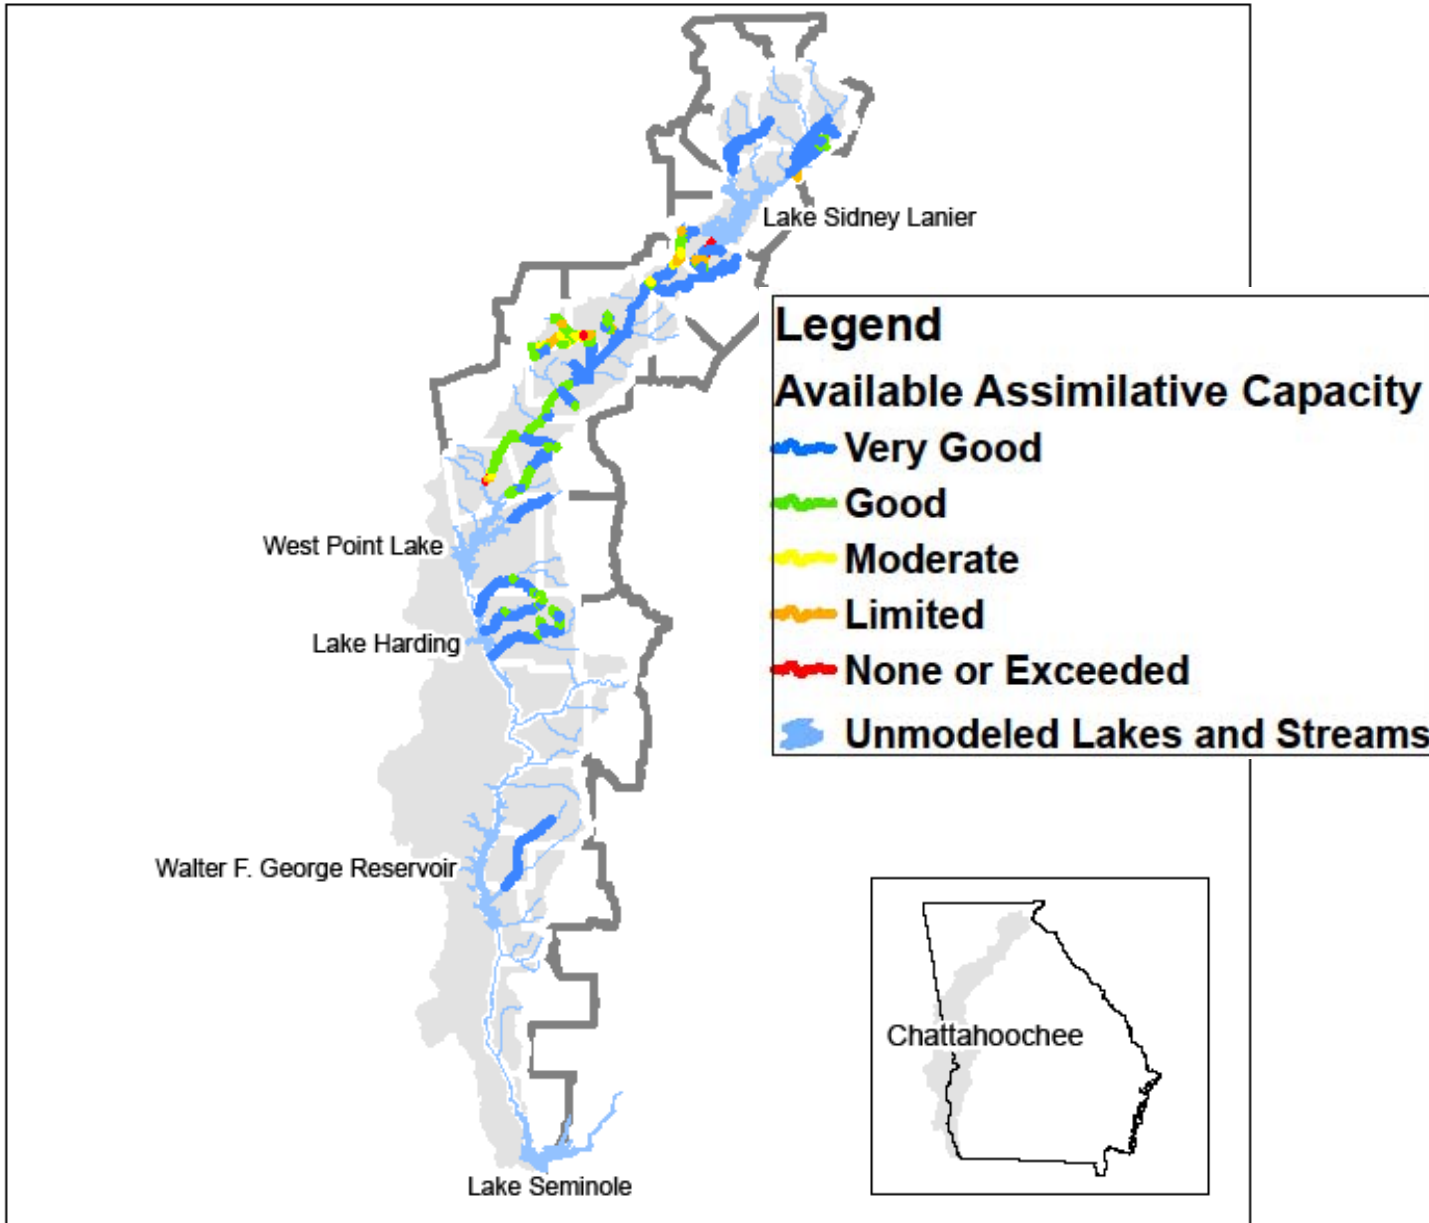 Lake Sidney Lanier
Legend
Available Assimilative Capacity
Very Good
Good
Moderate
Limited
None or Exceeded
Unmodeled Lakes and Streams
West Point Lake
Lake Harding
Walter F. George Reservoir
Chattahoochee
Lake Seminole